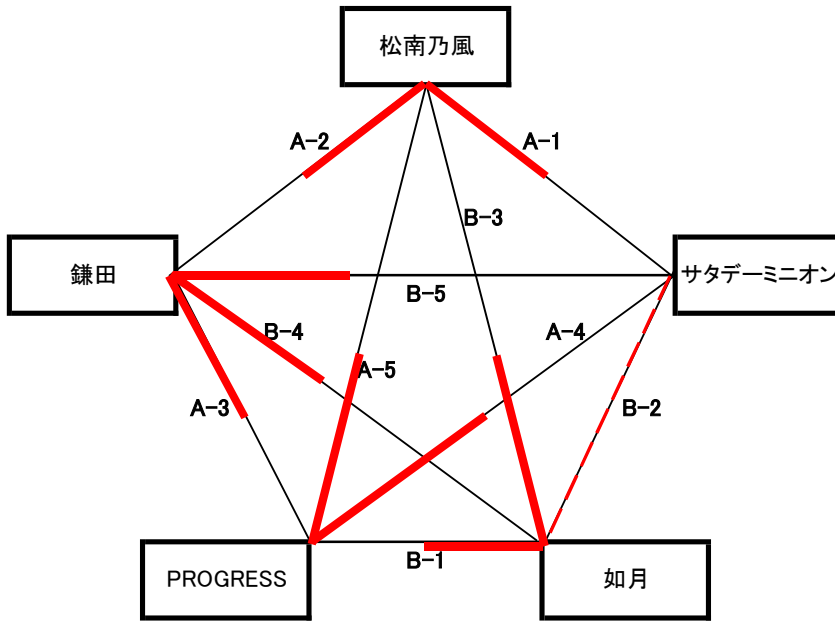 松南乃風
A-2
A-1
B-3
鎌田
サタデーミニオン
B-5
B-4
A-4
A-5
A-3
B-2
B-1
PROGRESS
如月